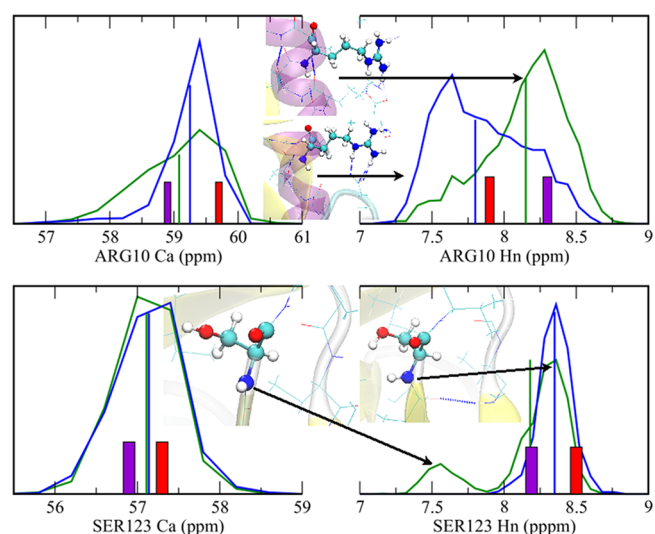 57 58 59 60 61
ARG10 Ca (ppm)
7 7.5 8 8.5 9
ARG10 Hn (ppm)
56 57 58 59
SER123 Ca (ppm)
7 7.5 8 8.5 9
SER123 Hn (pppm)